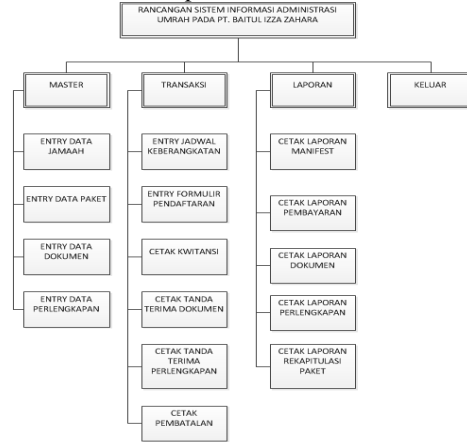 RANCANGAN SISTEM INFORMASI ADMINISTRASI
UMRAH PADA PT. BAITUL IZZA ZAHARA
MASTER
TRANSAKSI
LAPORAN
KELUAR
ENTRY DATA
JAMAAH
ENTRY DATA PAKET
ENTRY DATA
DOKUMEN
ENTRY DATA
PERLENGKAPAN
ENTRY JADWAL
KEBERANGKATAN
ENTRY FORMULIR
PENDAFTARAN
CETAK KWITANSI
CETAK TANDA
TERIMA DOKUMEN
CETAK TANDA
TERIMA
PERLENGKAPAN
CETAK
PEMBATALAN
CETAK LAPORAN
MANIFEST
CETAK LAPORAN
PEMBAYARAN
CETAK LAPORAN
DOKUMEN
CETAK LAPORAN
PERLENGKAPAN
CETAK LAPORAN
REKAPITULASI
PAKET